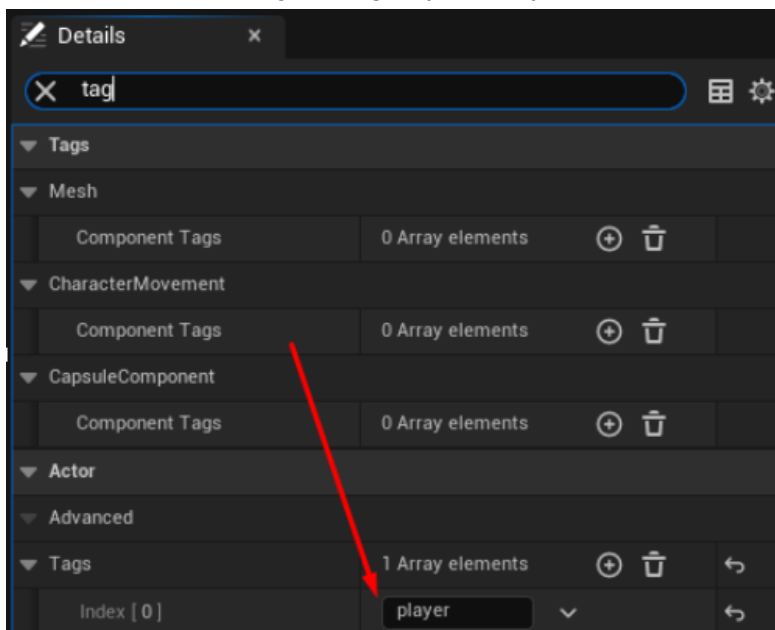 Details
tag
Tags
Mesh
Component Tags 0 Array elements
CharacterMovement
Component Tags 0 Array elements
CapsuleComponent
Component Tags 0 Array elements
Actor
Advanced
Tags 1 Array elements
Index [ 0 ] player